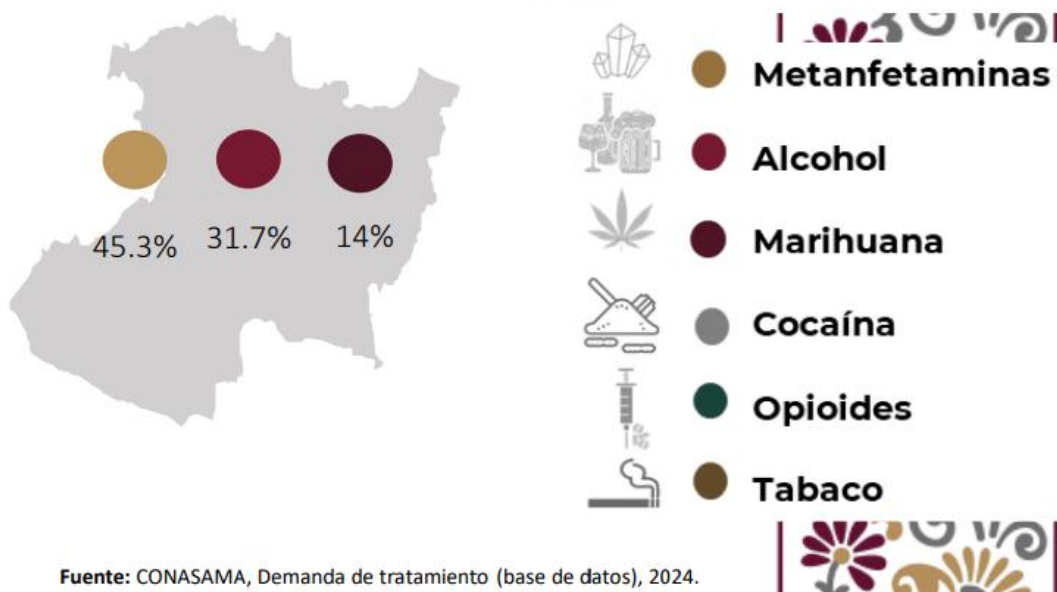 45.3% 31.7% 14%
Metanfetaminas
Alcohol
Marihuana
Cocaína
Opioides
Tabaco
Fuente: CONASAMA, Demanda de tratamiento (base de datos), 2024.